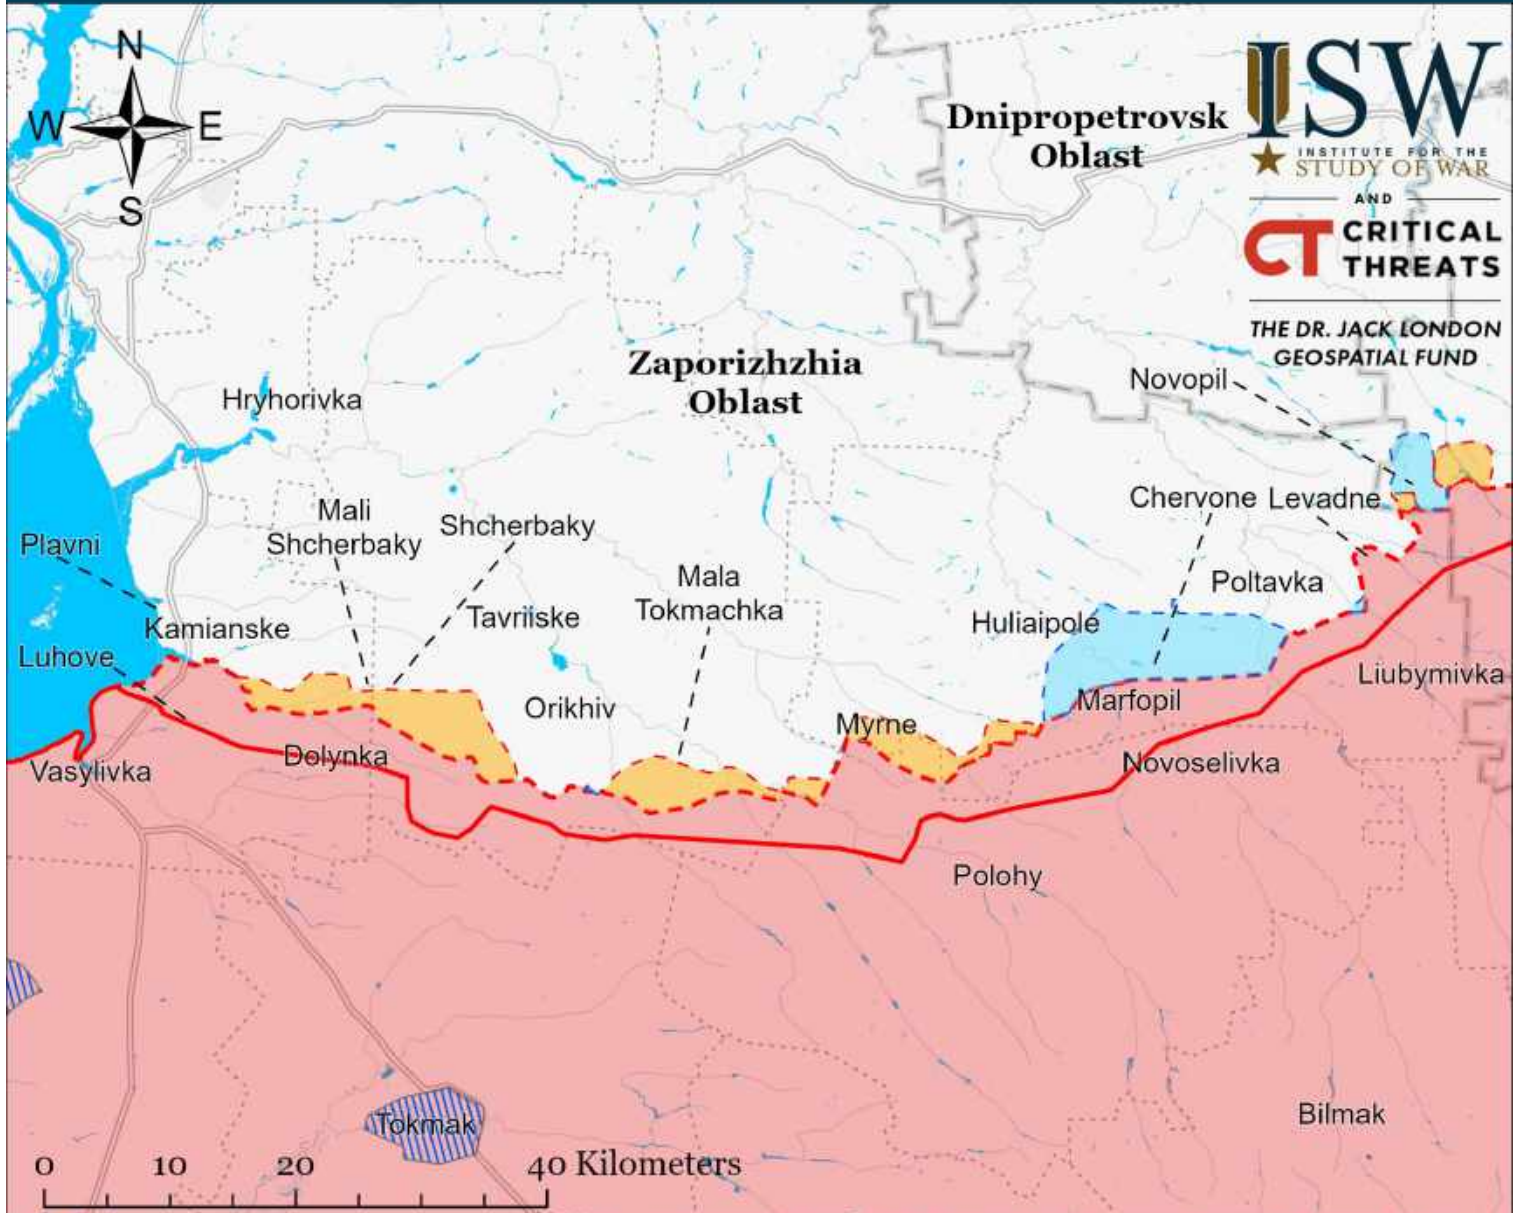 N
W E
S
Dnipropetrovsk
Oblast
ISW
INSTITUTE FOR THE
STUDY OF WAR
AND
CT CRITICAL
THREATS
THE DR. JACK LONDON
GEOSPATIAL FUND
Zaporizhzhia
Oblast
Novopil
Hryhorivka
Chervone Levadne
Mali
Shcherbaky
Shcherbaky
Plavni
Mala
Tokmachka
Poltavka
Tavriiske
Huliaipole
Kamianske
Luhove
Liubymivka
Marfopil
Orikhiv
Myrne
Dolynka
Novoselivka
Vasylivka
Polohy
Tokmak
Bilmak
0 10 20 40 Kilometers